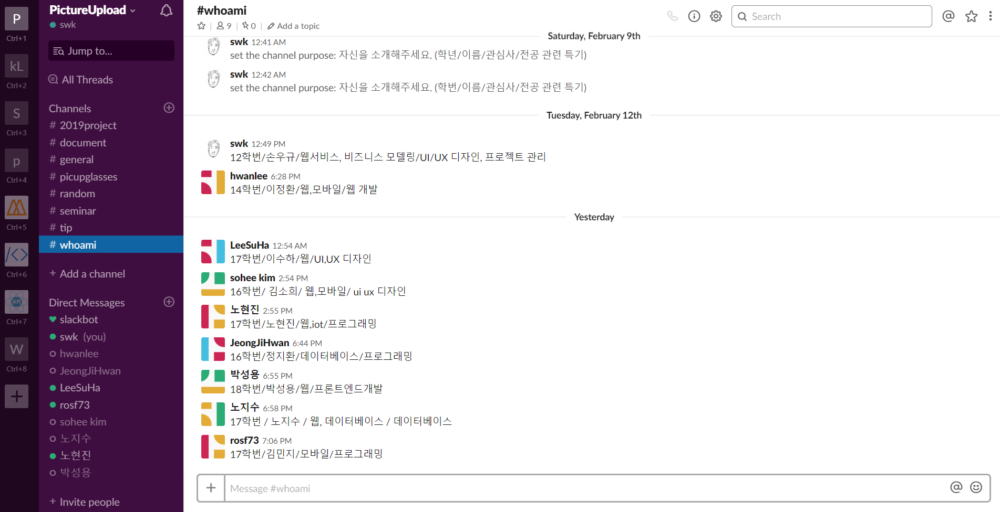 P
Ctrl+1
kL
Ctrl+2
S
Ctrl+3
p
Ctrl+4
Ctrl+5
/<>
Ctrl+6
KR
Ctrl+7
W
Ctrl+8
+
PictureUpload
swk
Jump to...
All Threads
Channels
# 2019project
# document
# general
# picupglasses
# random
# seminar
# tip
# whoami
+ Add a channel
Direct Messages
slackbot
swk (you)
hwanlee
JeongJiHwan
LeeSuHa
rosf73
sohee kim
노지수
노현진
박성용
+ Invite people
#whoami
9 | 0 | Add a topic
Search
Saturday, February 9th
swk 12:41 AM
set the channel purpose: 자신을 소개해주세요. (학년/이름/관심사/전공 관련 특기)
swk 12:42 AM
set the channel purpose: 자신을 소개해주세요. (학번/이름/관심사/전공 관련 특기)
Tuesday, February 12th
swk 12:49 PM
12학번/손우규/웹서비스, 비즈니스 모델링/UI/UX 디자인, 프로젝트 관리
hwanlee 6:28 PM
14학번/이정환/웹,모바일/웹 개발
Yesterday
LeeSuHa 12:54 AM
17학번/이수하/웹/UI,UX 디자인
sohee kim 2:54 PM
16학번/ 김소희/ 웹,모바일/ ui ux 디자인
노현진 2:55 PM
17학번/노현진/웹,iot/프로그래밍
JeongJiHwan 6:44 PM
16학번/정지환/데이터베이스/프로그래밍
박성용 6:55 PM
18학번/박성용/웹/프론트엔드개발
노지수 6:58 PM
17학번 / 노지수 / 웹, 데이터베이스 / 데이터베이스
rosf73 7:06 PM
17학번/김민지/모바일/프로그래밍
+ Message #whoami